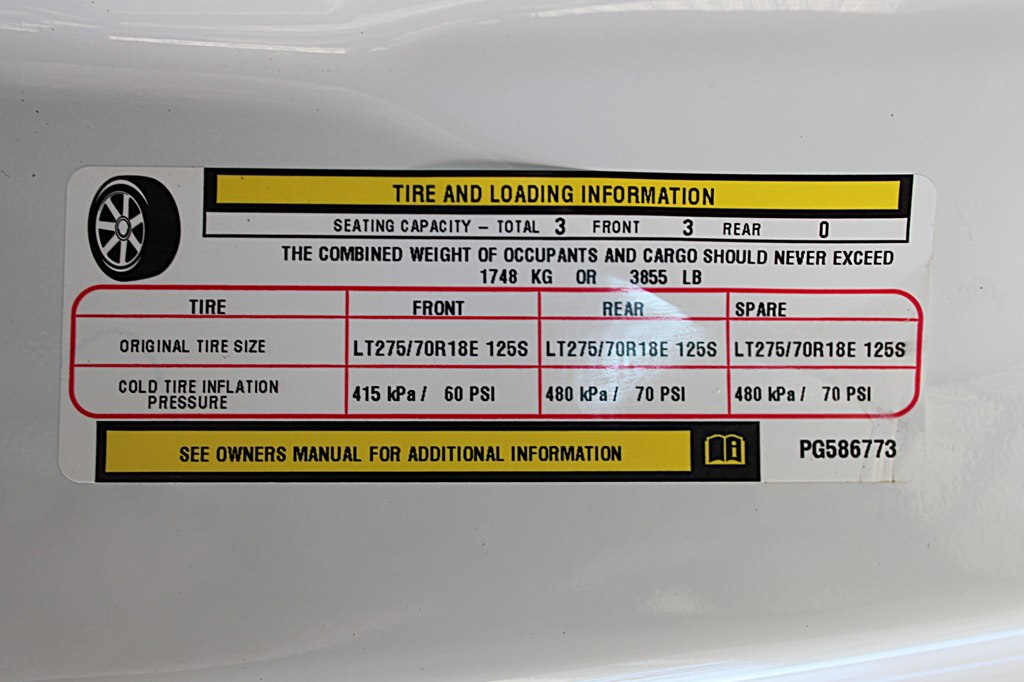 TIRE AND LOADING INFORMATION
SEATING CAPACITY – TOTAL 3 FRONT 3 REAR 0
THE COMBINED WEIGHT OF OCCUPANTS AND CARGO SHOULD NEVER EXCEED
1748 KG OR 3855 LB
TIRE FRONT REAR SPARE
ORIGINAL TIRE SIZE LT275/70R18E 125S LT275/70R18E 125S LT275/70R18E 125S
COLD TIRE INFLATION
PRESSURE 415 kPa / 60 PSI 480 kPa / 70 PSI 480 kPa / 70 PSI
SEE OWNERS MANUAL FOR ADDITIONAL INFORMATION
PG586773